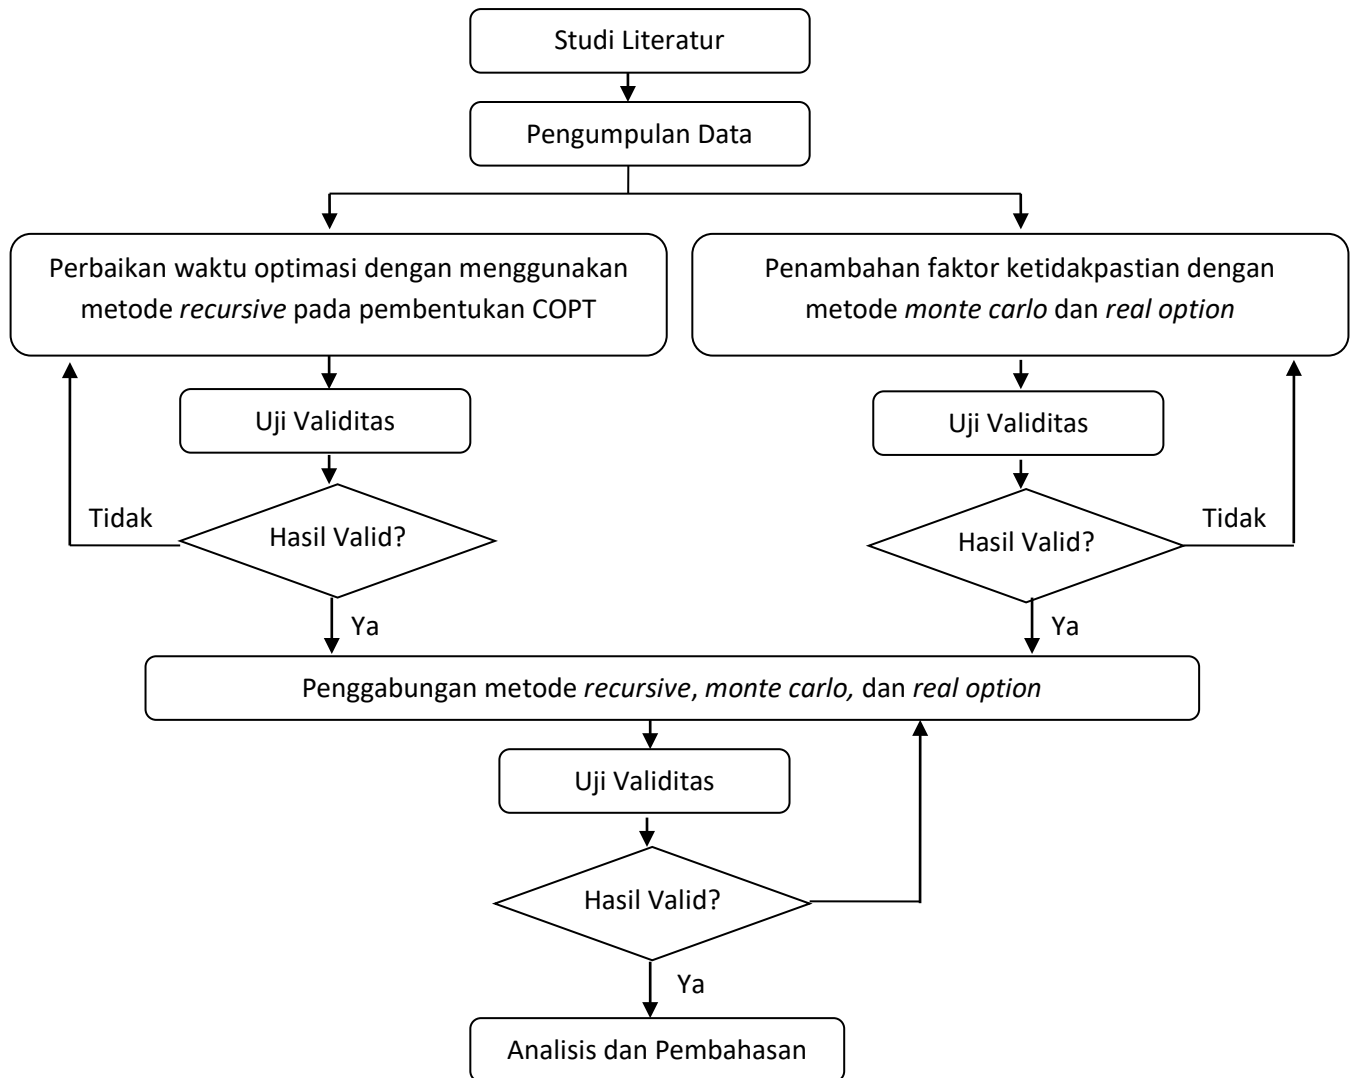 Studi Literatur
Pengumpulan Data
Perbaikan waktu optimasi dengan menggunakan
metode recursive pada pembentukan COPT
Penambahan faktor ketidakpastian dengan
metode monte carlo dan real option
Uji Validitas
Uji Validitas
Tidak
Hasil Valid?
Hasil Valid?
Tidak
Ya
Ya
Penggabungan metode recursive, monte carlo, dan real option
Uji Validitas
Hasil Valid?
Ya
Analisis dan Pembahasan